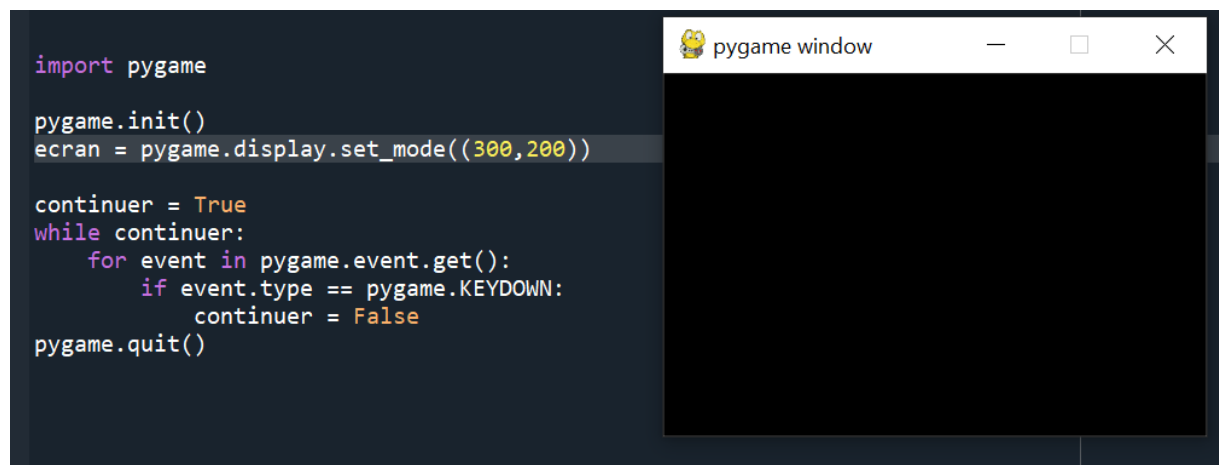 import pygame
pygame.init()
ecran = pygame.display.set_mode((300,200))
continuer = True
while continuer:
    for event in pygame.event.get():
        if event.type == pygame.KEYDOWN:
            continuer = False
pygame.quit()
pygame window